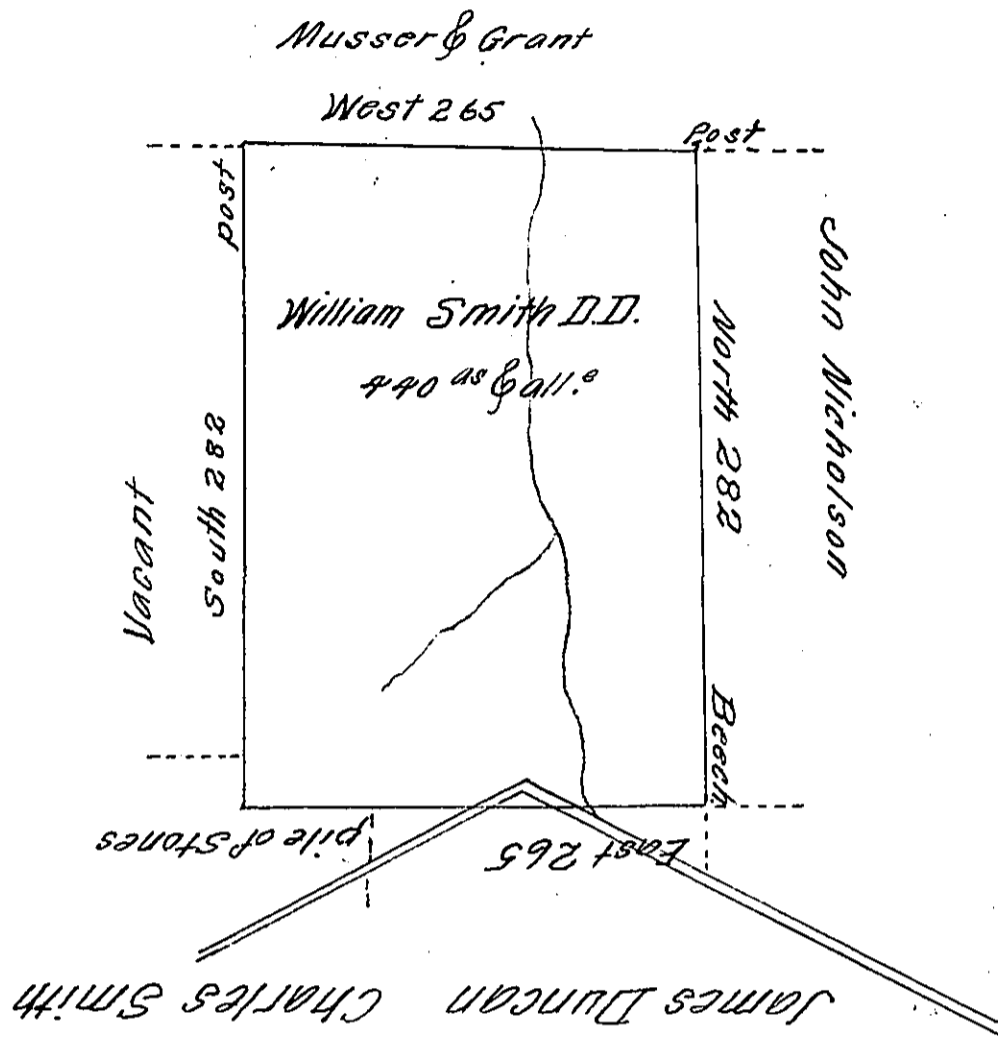 Musser & Grant
West 265
Post
post
William Smith D.D.
440 as & all.e
John Nicholson
North 282
South 282
Vacant
Beech
pile of Stones
East 265
James Duncan
Charles Smith